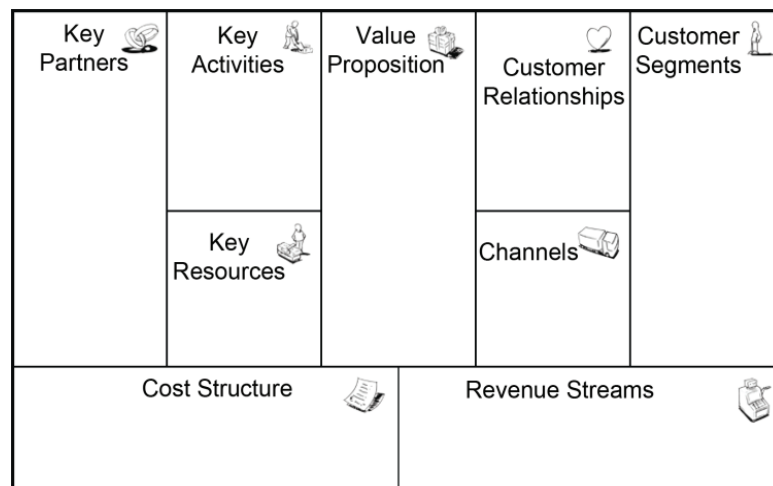 Key
Partners
Key
Activities
Key
Resources
Value
Proposition
Customer
Relationships
Channels
Customer
Segments
Cost Structure
Revenue Streams